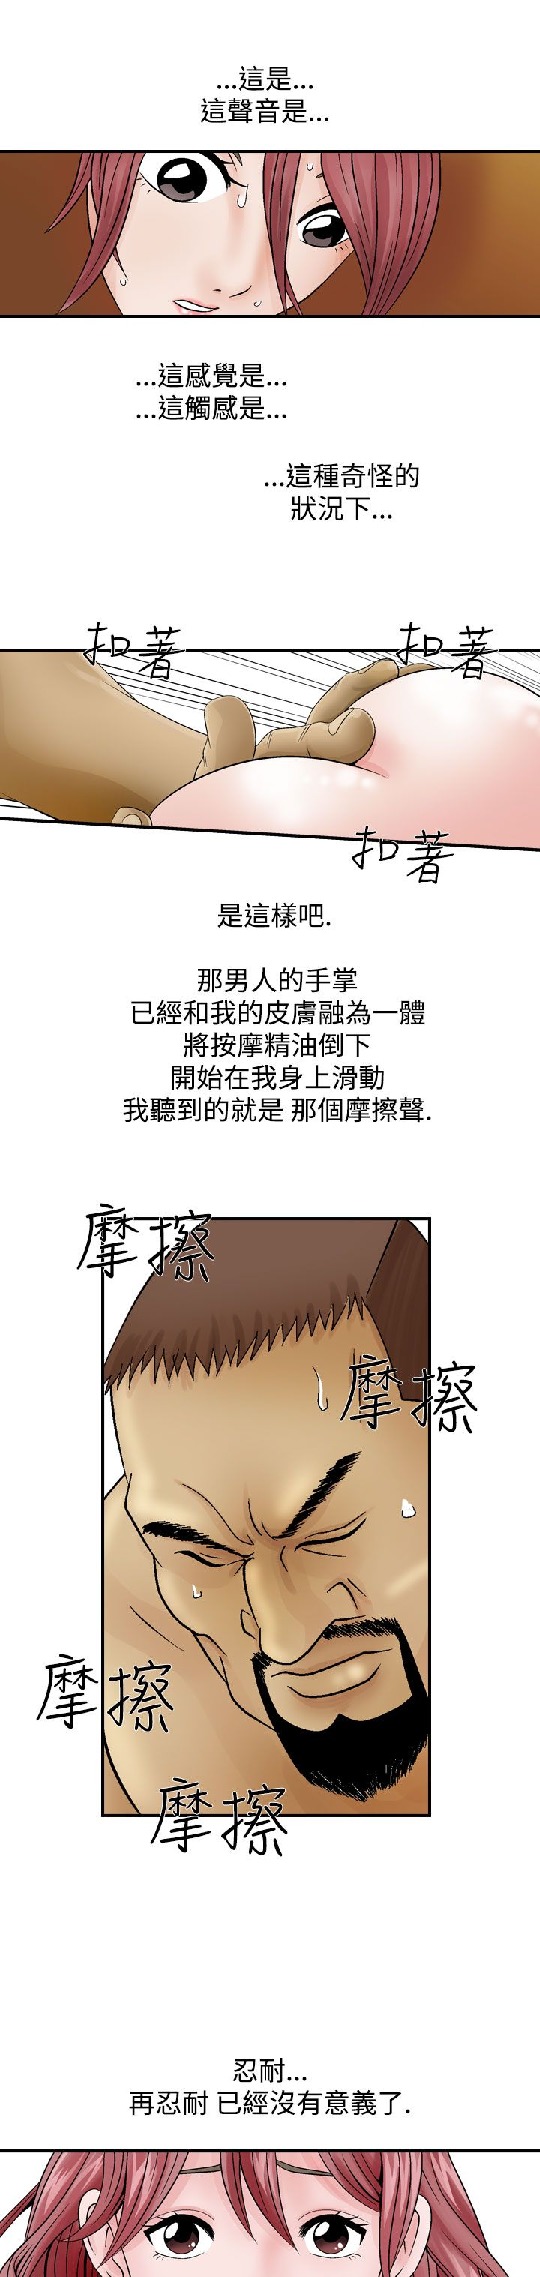 ...這是...
這聲音是...
...這感覺是...
...這觸感是...
...這種奇怪的
狀況下...
扣著
扣著
扣著
是這樣吧.
那男人的手掌
已經和我的皮膚融為一體
將按摩精油倒下
開始在我身上滑動
我聽到的就是 那個摩擦聲.
摩擦
摩擦
摩擦
摩擦
忍耐...
再忍耐 已經沒有意義了.